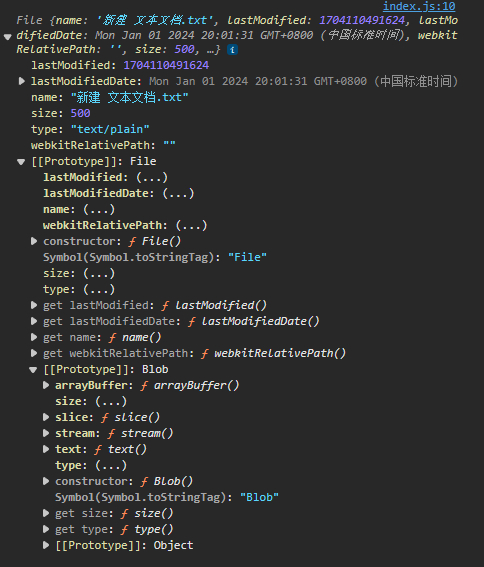 index.js:10
File {name: '新建 文本文档.txt', lastModified: 1704110491624, lastMo
difiedDate: Mon Jan 01 2024 20:01:31 GMT+0800 (中国标准时间), webkit
RelativePath: '', size: 500, …} i
lastModified: 1704110491624
lastModifiedDate: Mon Jan 01 2024 20:01:31 GMT+0800 (中国标准时间)
name: "新建 文本文档.txt"
size: 500
type: "text/plain"
webkitRelativePath: ""
[[Prototype]]: File
lastModified: (...)
lastModifiedDate: (...)
name: (...)
webkitRelativePath: (...)
constructor: ƒ File()
Symbol(Symbol.toStringTag): "File"
size: (...)
type: (...)
get lastModified: ƒ lastModified()
get lastModifiedDate: ƒ lastModifiedDate()
get name: ƒ name()
get webkitRelativePath: ƒ webkitRelativePath()
[[Prototype]]: Blob
arrayBuffer: ƒ arrayBuffer()
size: (...)
slice: ƒ slice()
stream: ƒ stream()
text: ƒ text()
type: (...)
constructor: ƒ Blob()
Symbol(Symbol.toStringTag): "Blob"
get size: ƒ size()
get type: ƒ type()
[[Prototype]]: Object